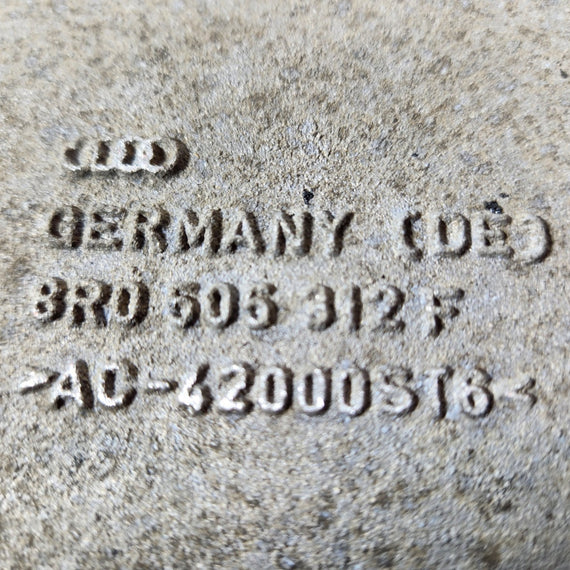 GERMANY (DE)
8R0 505 312 F
>AC-42000ST6<